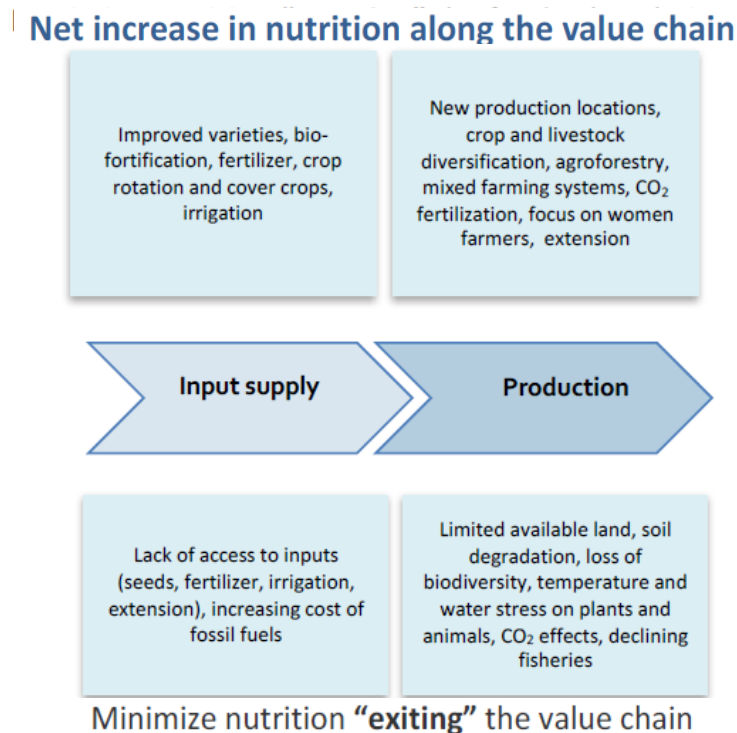 Net increase in nutrition along the value chain
Improved varieties, bio-
fortification, fertilizer, crop
rotation and cover crops,
irrigation
New production locations,
crop and livestock
diversification, agroforestry,
mixed farming systems, CO₂
fertilization, focus on women
farmers, extension
Input supply
Production
Lack of access to inputs
(seeds, fertilizer, irrigation,
extension), increasing cost of
fossil fuels
Limited available land, soil
degradation, loss of
biodiversity, temperature and
water stress on plants and
animals, CO₂ effects, declining
fisheries
Minimize nutrition “exiting” the value chain